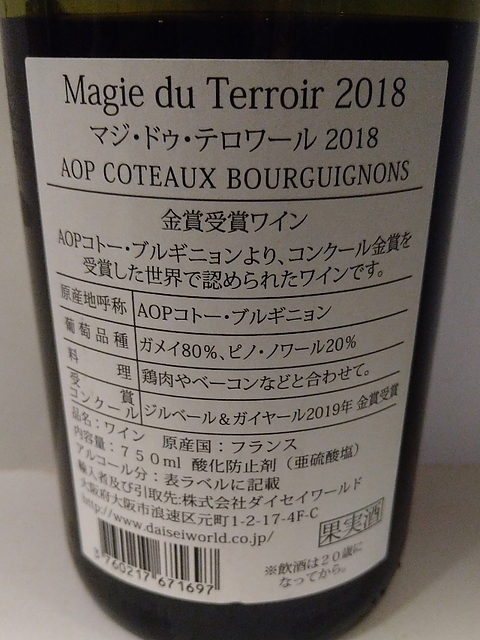 Magie du Terroir 2018
マジ・ドゥ・テロワール 2018
AOP COTEAUX BOURGUIGNONS
金賞受賞ワイン
AOPコトー・ブルギニョンより、コンクール金賞を
受賞した世界で認められたワインです。
原産地呼称 AOPコトー・ブルギニョン
葡萄品種 ガメイ80%、ピノ・ノワール20%
料理 鶏肉やベーコンなどと合わせて。
受賞コンクール ジルベール＆ガイヤール2019年 金賞受賞
品名：ワイン 原産国：フランス
内容量：750ml 酸化防止剤（亜硫酸塩）
アルコール分：表ラベルに記載
輸入者及び引取先:株式会社ダイセイワールド
大阪府大阪市浪速区元町1-2-17-4F-C
http://www.daiseiworld.co.jp/
果実酒
3 760217 671697
※飲酒は20歳に
なってから。